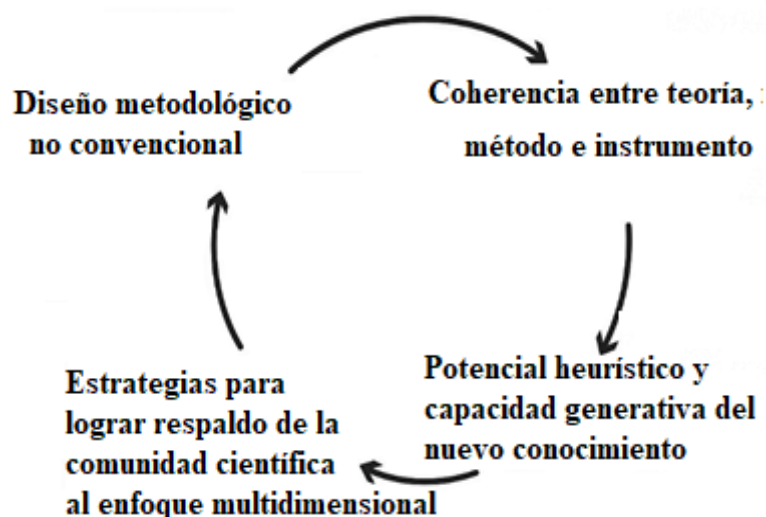 Diseño metodológico
no convencional
Coherencia entre teoría,
método e instrumento
Potencial heurístico y
capacidad generativa del
nuevo conocimiento
Estrategias para
lograr respaldo de la
comunidad científica
al enfoque multidimensional